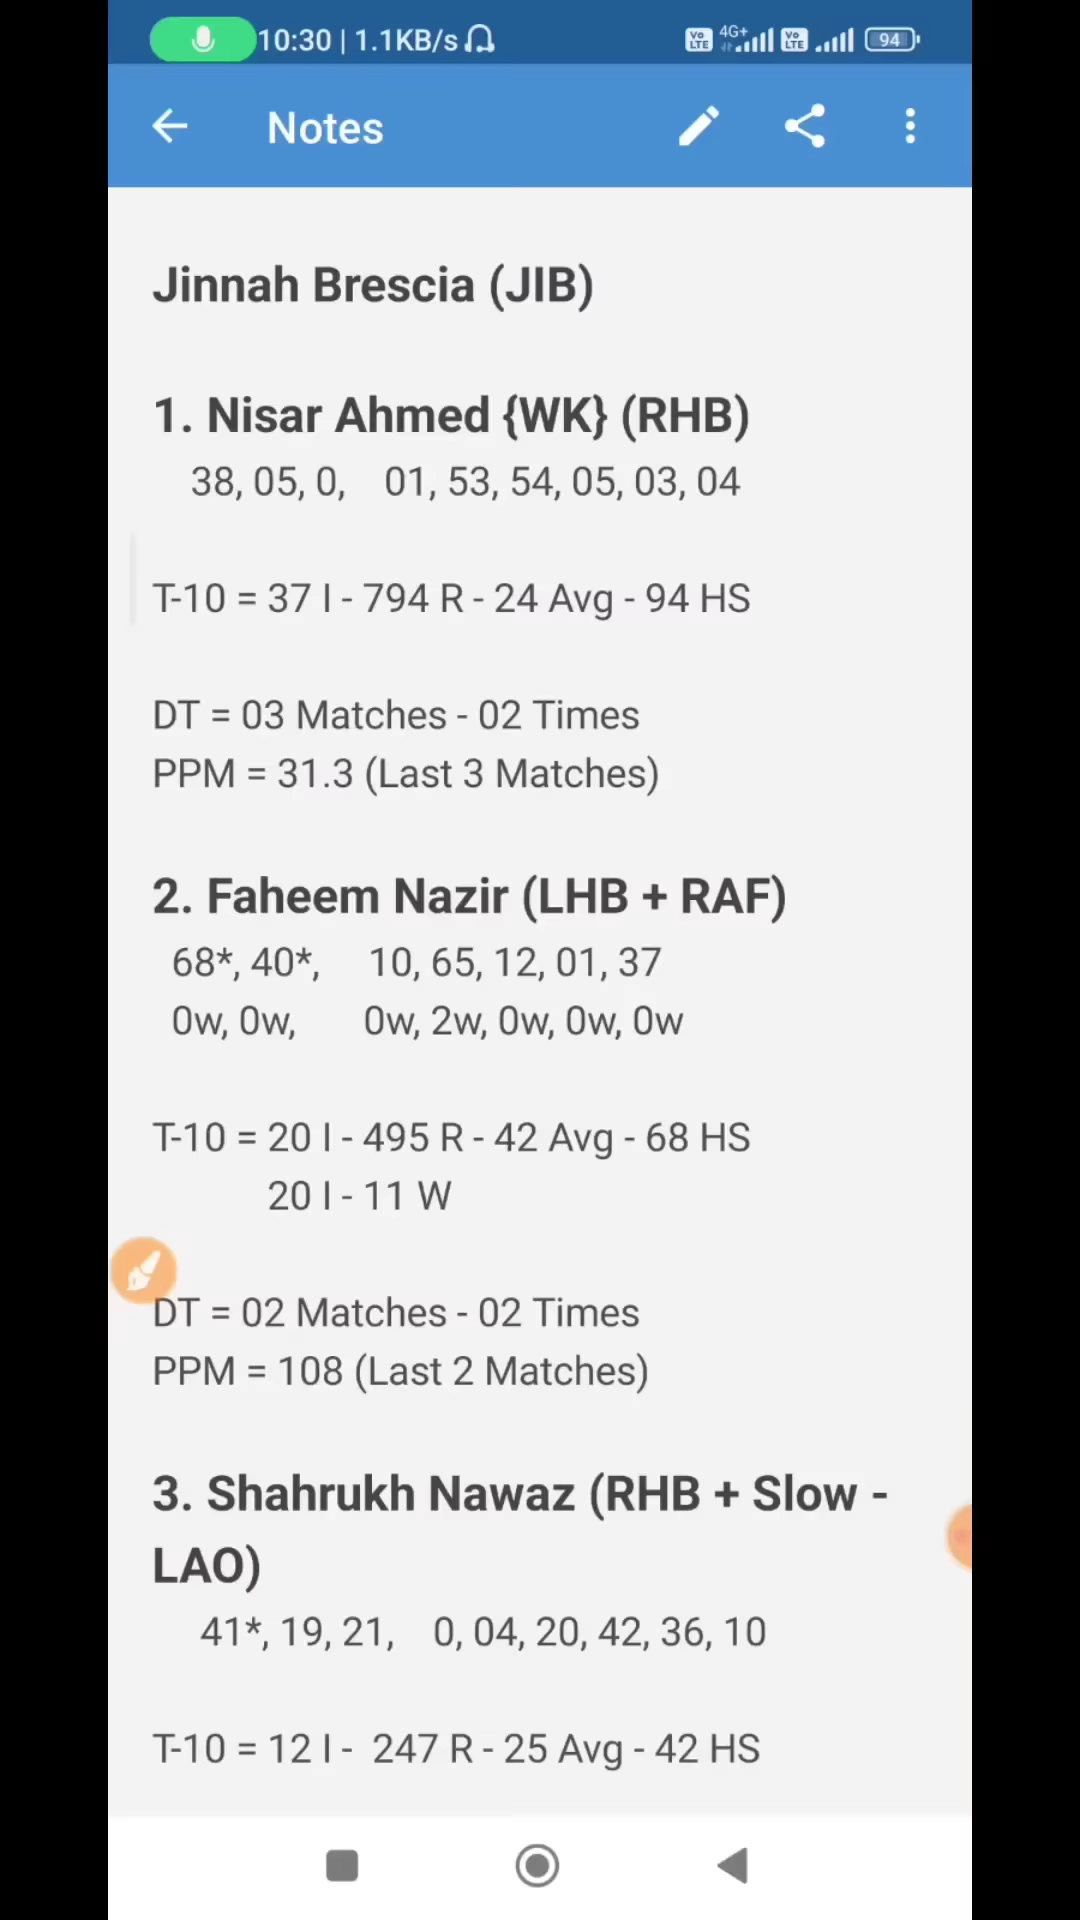 10:30 | 1.1KB/s
Vo LTE 4G+ Vo LTE 94
Notes
Jinnah Brescia (JIB)
1. Nisar Ahmed {WK} (RHB)
38, 05, 0, 01, 53, 54, 05, 03, 04
T-10 = 37 I - 794 R - 24 Avg - 94 HS
DT = 03 Matches - 02 Times
PPM = 31.3 (Last 3 Matches)
2. Faheem Nazir (LHB + RAF)
68*, 40*, 10, 65, 12, 01, 37
0w, 0w, 0w, 2w, 0w, 0w, 0w
T-10 = 20 I - 495 R - 42 Avg - 68 HS
20 I - 11 W
DT = 02 Matches - 02 Times
PPM = 108 (Last 2 Matches)
3. Shahrukh Nawaz (RHB + Slow -
LAO)
41*, 19, 21, 0, 04, 20, 42, 36, 10
T-10 = 12 I - 247 R - 25 Avg - 42 HS